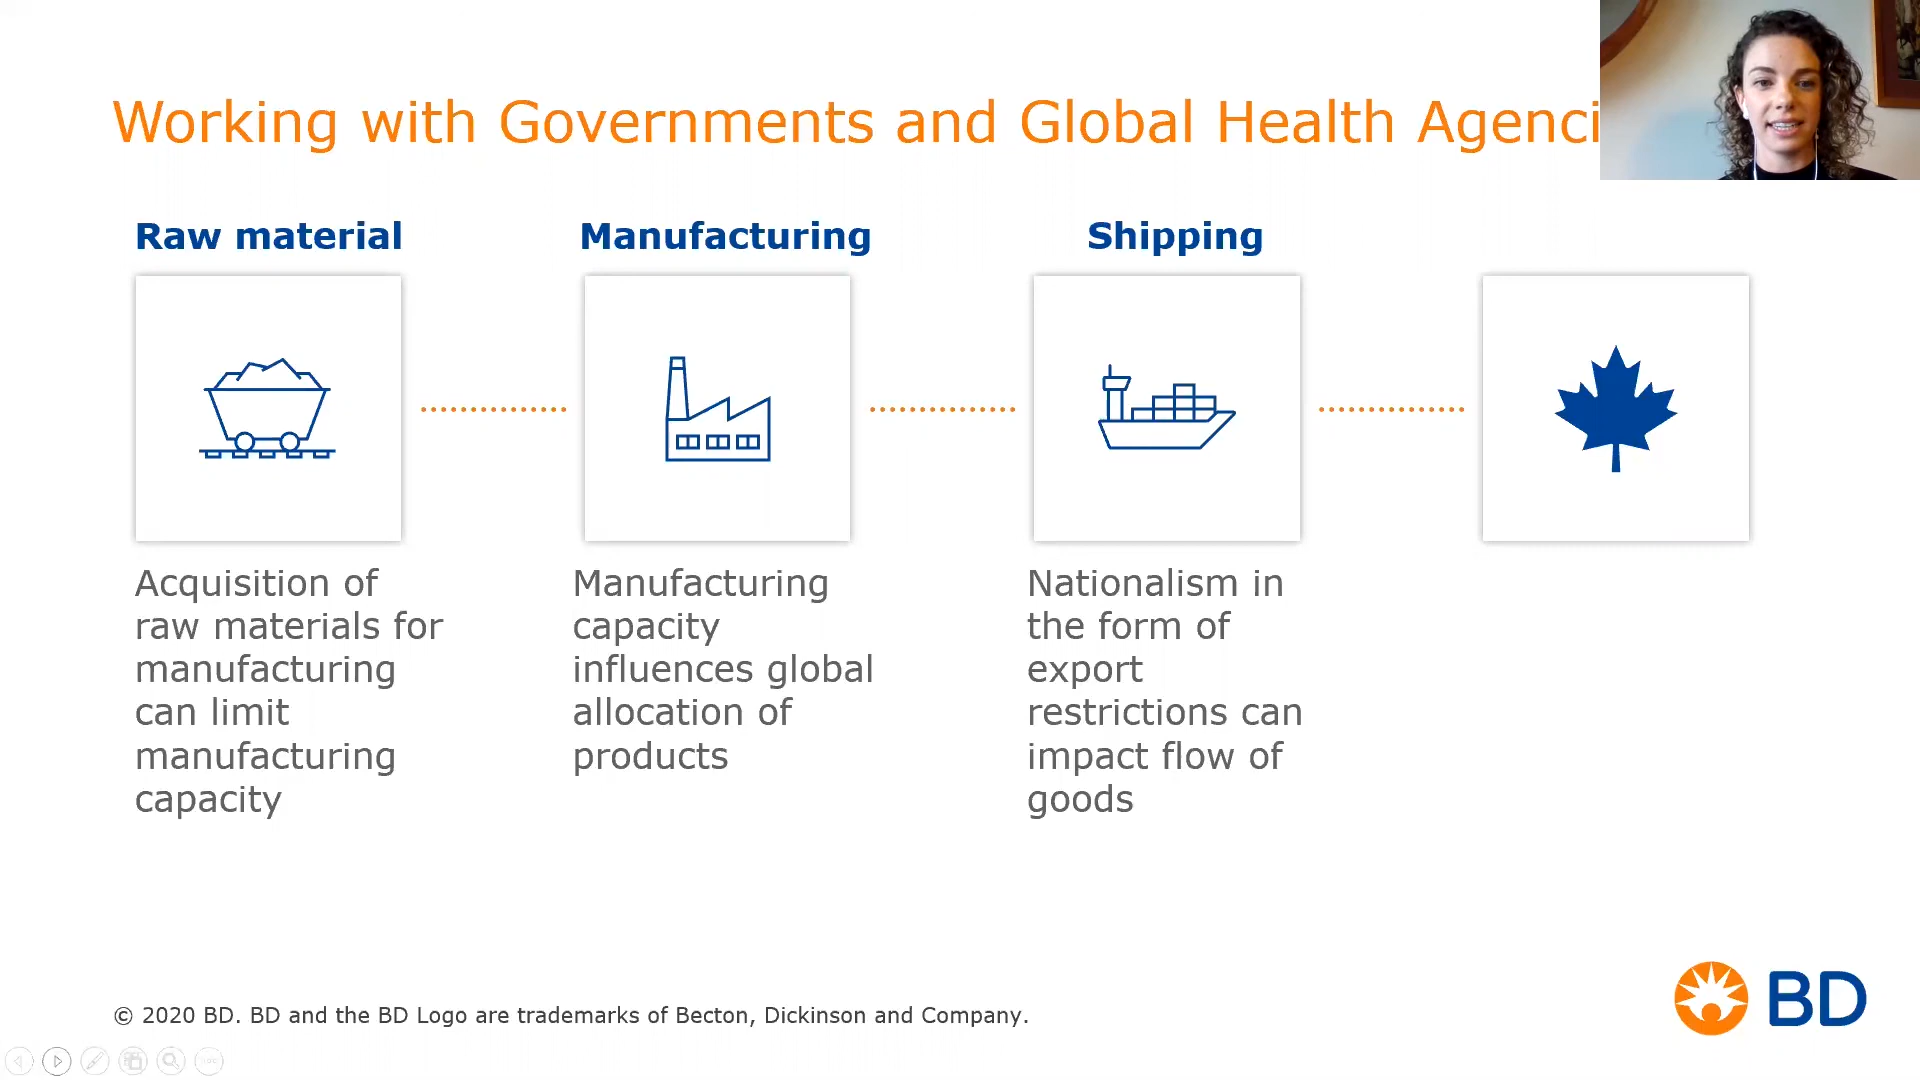 Working with Governments and Global Health Agenci
Raw material
Manufacturing
Shipping
Acquisition of
raw materials for
manufacturing
can limit
manufacturing
capacity
Manufacturing
capacity
influences global
allocation of
products
Nationalism in
the form of
export
restrictions can
impact flow of
goods
© 2020 BD. BD and the BD Logo are trademarks of Becton, Dickinson and Company.
BD